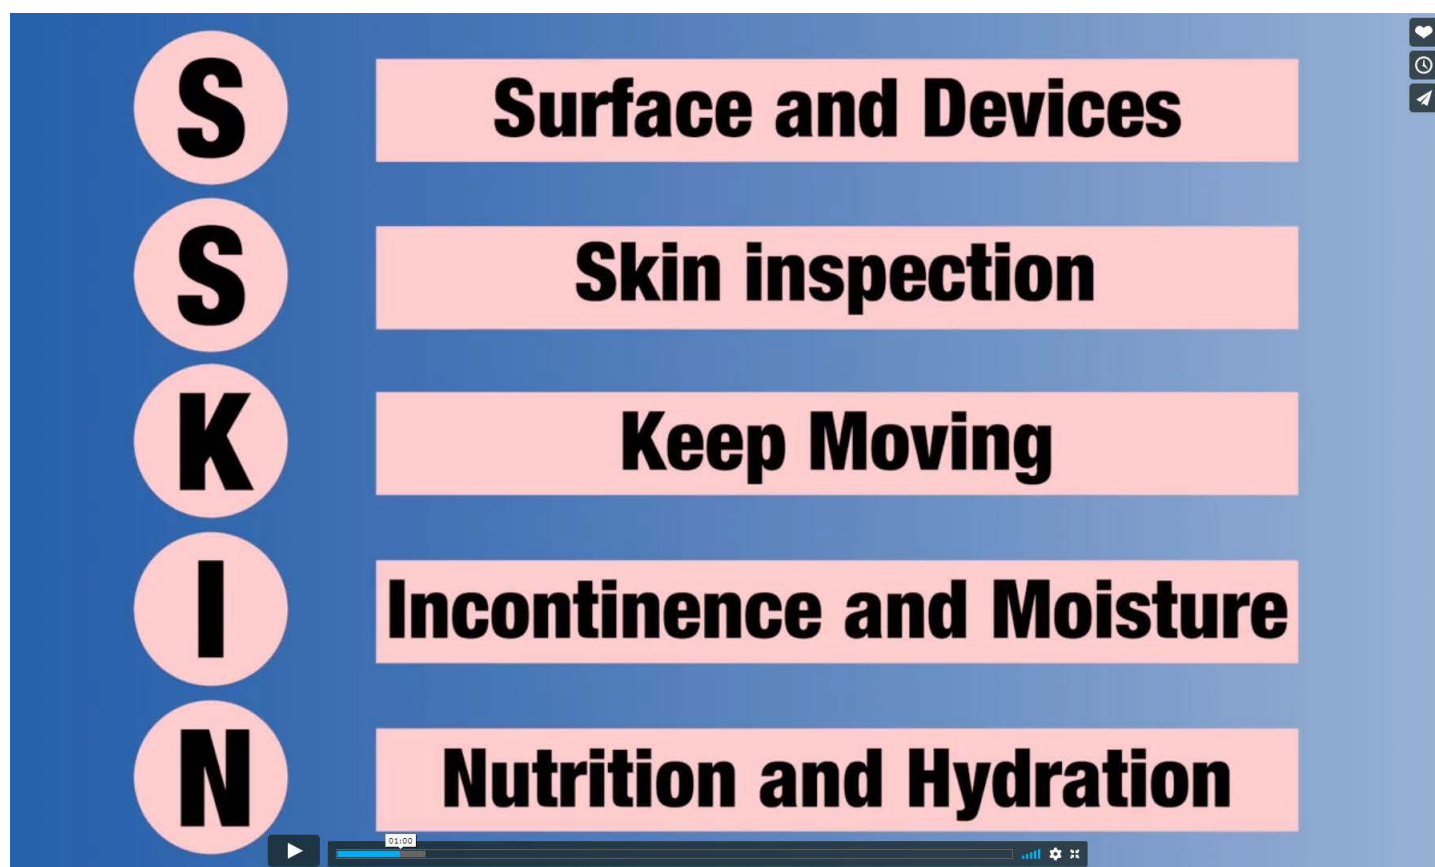 S Surface and Devices
S Skin inspection
K Keep Moving
I Incontinence and Moisture
N Nutrition and Hydration
01:00